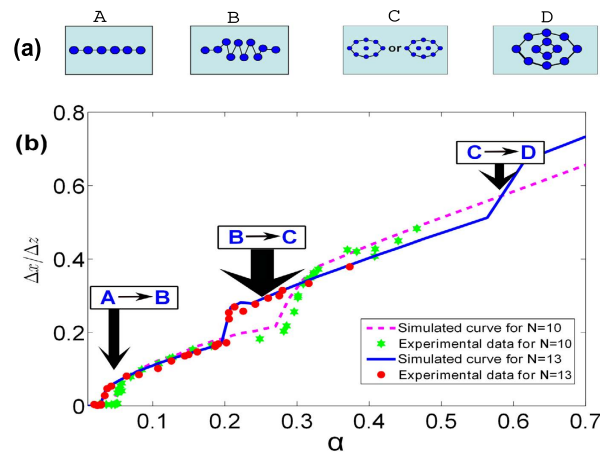 A B C D
(a) or
(b)
0.8
0.6
0.4
0.2
0
Δx/Δz
A → B
B → C
C → D
Simulated curve for N=10
Experimental data for N=10
Simulated curve for N=13
Experimental data for N=13
0.1 0.2 0.3 0.4 0.5 0.6 0.7
α